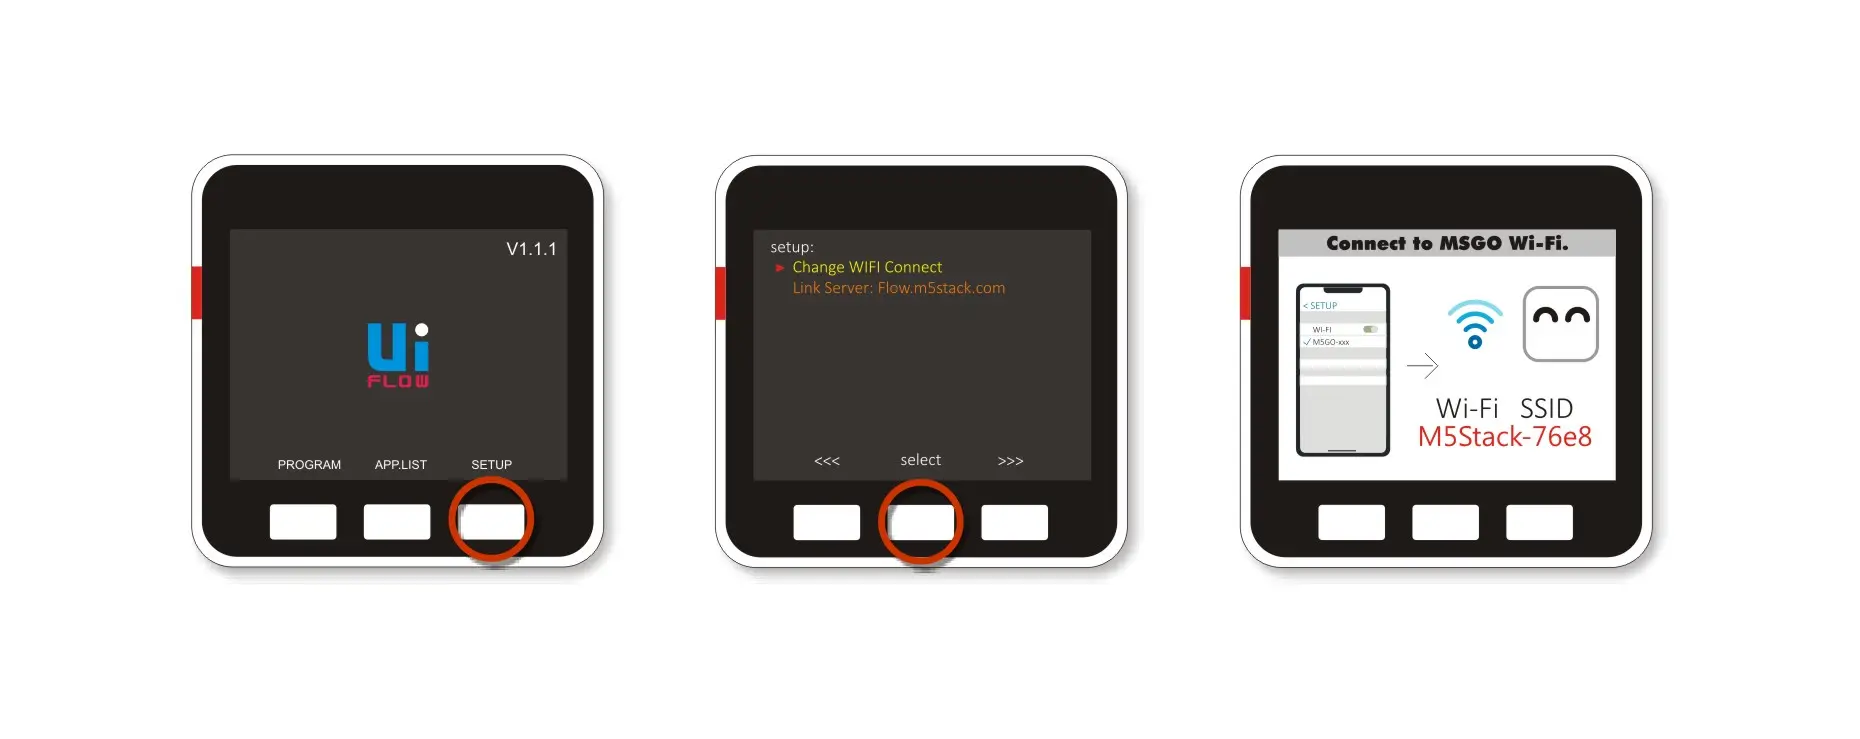 V1.1.1
Ui
FLOW
PROGRAM APP.LIST SETUP
setup:
Change WIFI Connect
Link Server: Flow.m5stack.com
<<< select >>>
Connect to MSGO Wi-Fi.
< SETUP
WI-FI
M5GO-xxx
Wi-Fi SSID
M5Stack-76e8